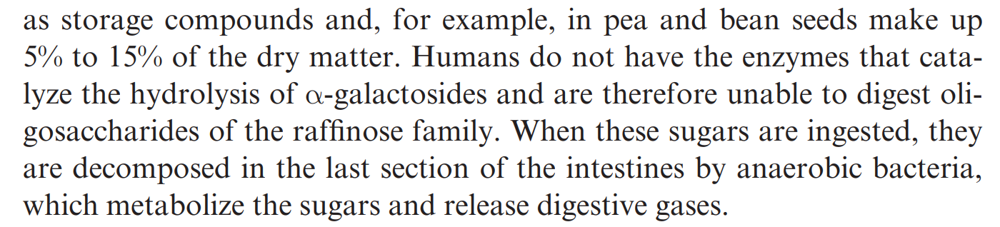 as storage compounds and, for example, in pea and bean seeds make up
5% to 15% of the dry matter. Humans do not have the enzymes that cata-
lyze the hydrolysis of α-galactosides and are therefore unable to digest oli-
gosaccharides of the raffinose family. When these sugars are ingested, they
are decomposed in the last section of the intestines by anaerobic bacteria,
which metabolize the sugars and release digestive gases.